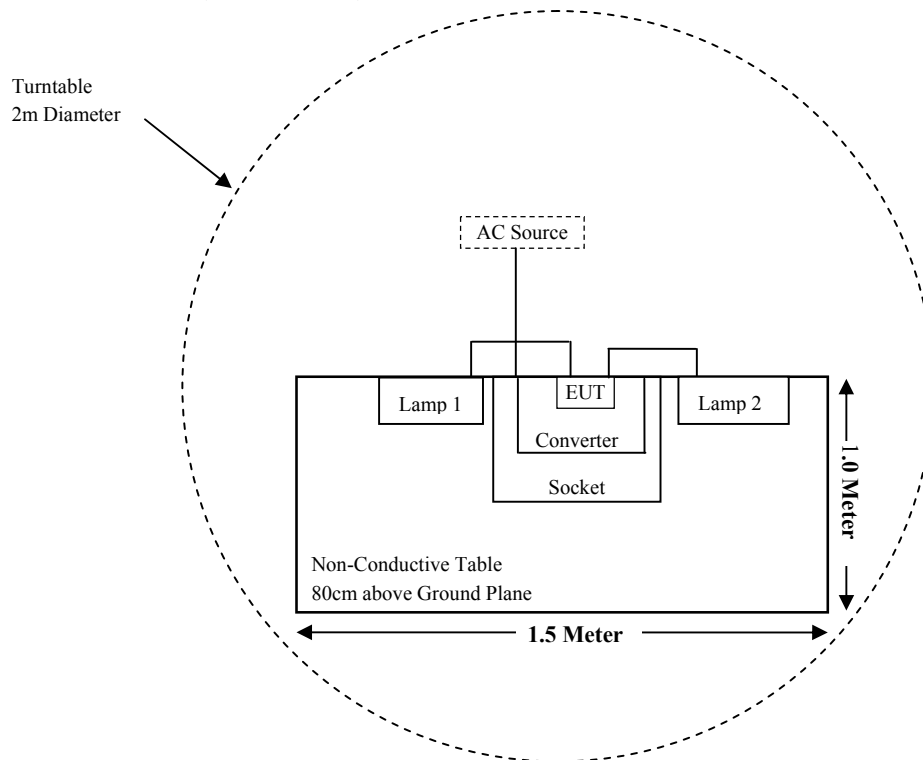 Turntable
2m Diameter
AC Source
Lamp 1
EUT
Lamp 2
Converter
Socket
1.0 Meter
Non-Conductive Table
80cm above Ground Plane
1.5 Meter